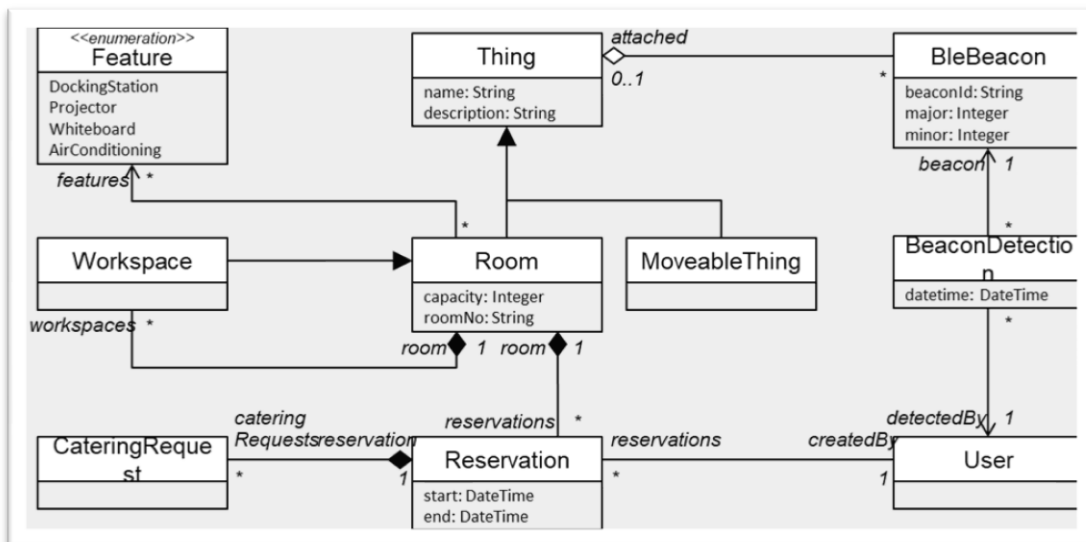 <<enumeration>>
Feature
DockingStation
Projector
Whiteboard
AirConditioning
features *
Thing
name: String
description: String
attached
0..1
*
BleBeacon
beaconId: String
major: Integer
minor: Integer
beacon 1
*
*
Workspace
Room
capacity: Integer
roomNo: String
MoveableThing
BeaconDetectio
n
datetime: DateTime
*
workspaces *
room 1
room 1
reservations *
catering
Requests
reservation
*
1
CateringReque
st
Reservation
start: DateTime
end: DateTime
reservations
*
createdBy
1
detectedBy 1
User